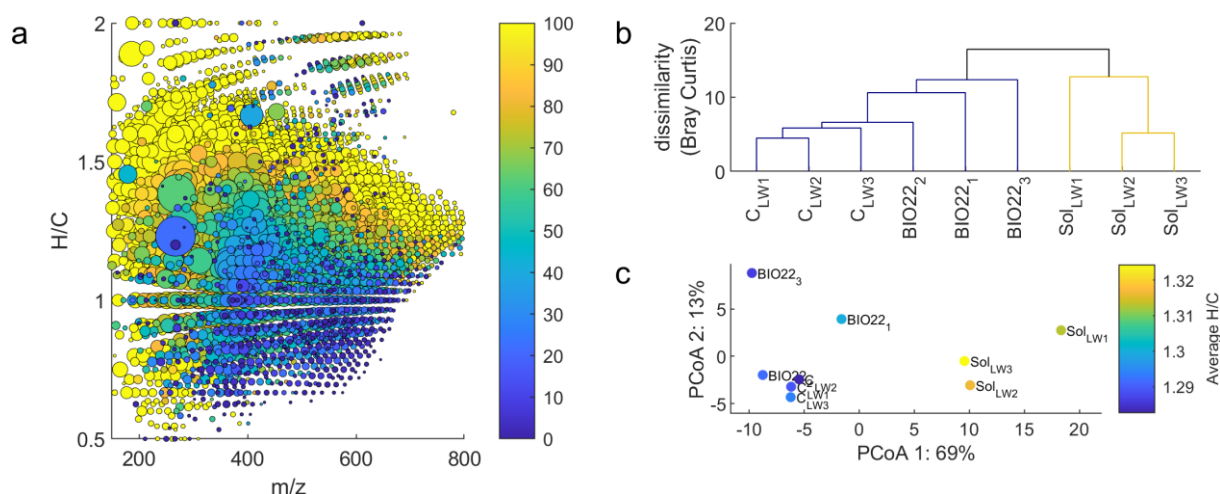 a
2
1.5
1
0.5
H/C
200
400
600
800
m/z
100
90
80
70
60
50
40
30
20
10
0
b
dissimilarity
(Bray Curtis)
20
10
0
C_LW1
C_LW2
C_LW3
BIO22_2
BIO22_1
BIO22_3
Sol_LW1
Sol_LW2
Sol_LW3
c
PCoA 2: 13%
5
0
-5
BIO22_3
BIO22_1
Sol_LW1
Sol_LW3
Sol_LW2
BIO22
C_LW2
C_LW1
LW3
-10
-5
0
5
10
15
20
PCoA 1: 69%
1.32
1.31
1.3
1.29
Average H/C